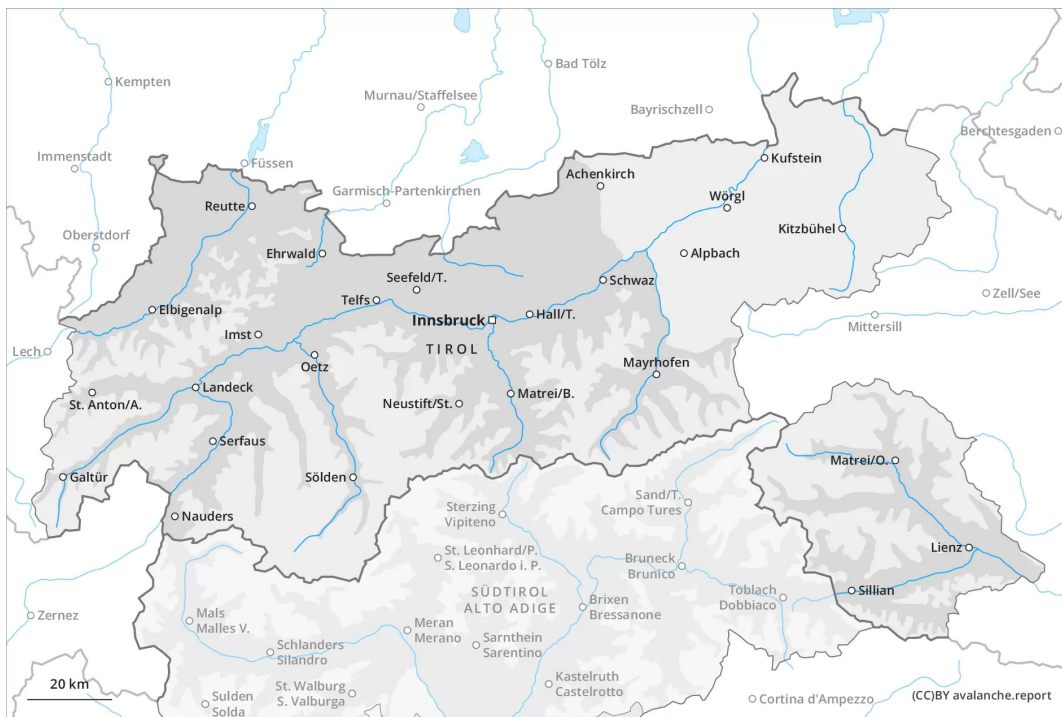 Kempten
Bad Tölz
Murnau/Staffelsee
Bayrischzell
Berchtesgaden
Immenstadt
Füssen
Kufstein
Garmisch-Partenkirchen
Achenkirch
Reutte
Wörgl
Oberstdorf
Kitzbühel
Ehrwald
Alpbach
Seefeld/T.
Schwaz
Zell/See
Telfs
Elbigenalp
Innsbruck
Hall/T.
Mittersill
Imst
TIROL
Lech
Oetz
Mayrhofen
Landeck
St. Anton/A.
Neustift/St.
Matrei/B.
Serfaus
Matrei/O.
Galtür
Sölden
Sand/T.
Campo Tures
Sterzing
Vipiteno
Nauders
Lienz
St. Leonhard/P.
S. Leonardo i. P.
Bruneck
Brunico
SÜDTIROL
ALTO ADIGE
Toblach
Dobbiaco
Sillian
Brixen
Bressanone
Zernez
Mals
Malles V.
Meran
Merano
Sarnthein
Sarentino
Schlanders
Silandro
Kastelruth
Castelrotto
20 km
St. Walburg
S. Valburga
Sulden
Solda
Cortina d'Ampezzo
(CC)BY avalanche.report